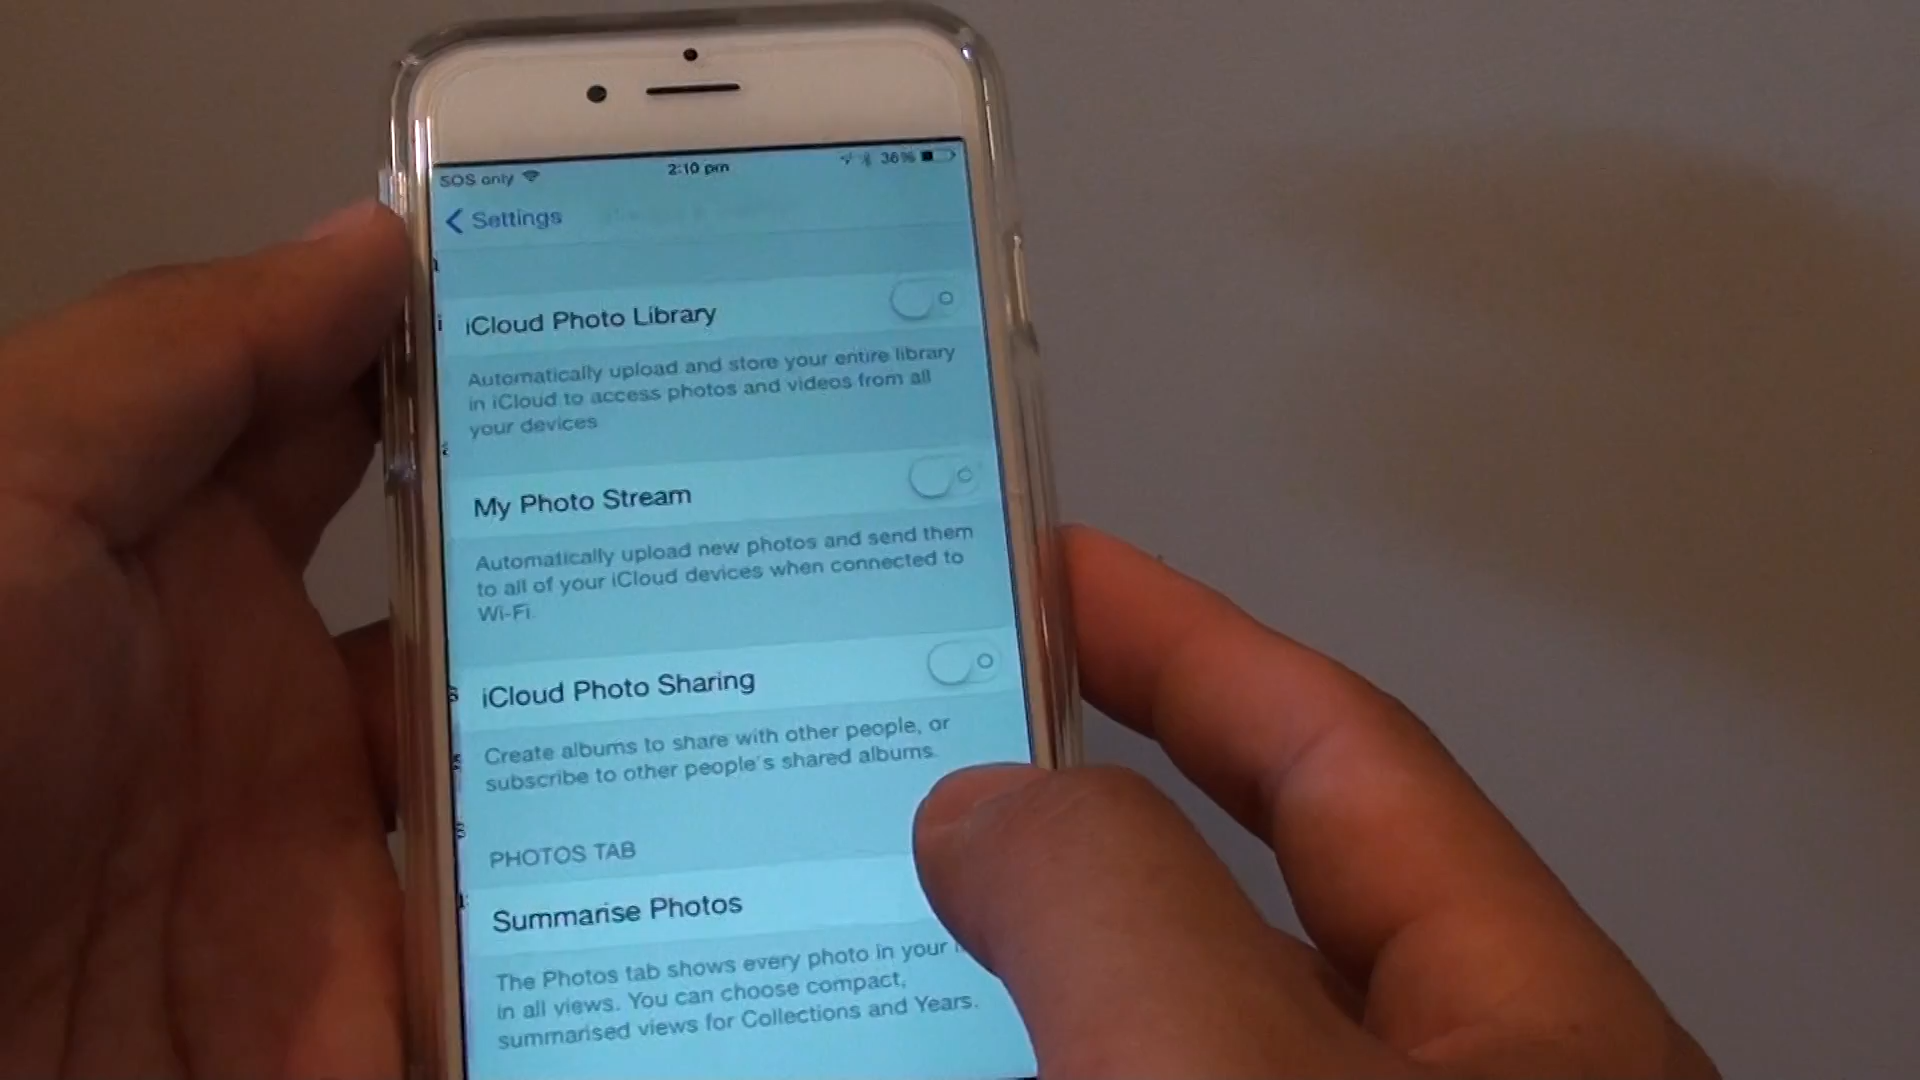 SOS only 2:10 pm 36%
Settings
iCloud Photo Library
Automatically upload and store your entire library
in iCloud to access photos and videos from all
your devices
My Photo Stream
Automatically upload new photos and send them
to all of your iCloud devices when connected to
Wi-Fi.
iCloud Photo Sharing
Create albums to share with other people, or
subscribe to other people's shared albums.
PHOTOS TAB
Summarise Photos
The Photos tab shows every photo in your
in all views. You can choose compact,
summarised views for Collections and Years.